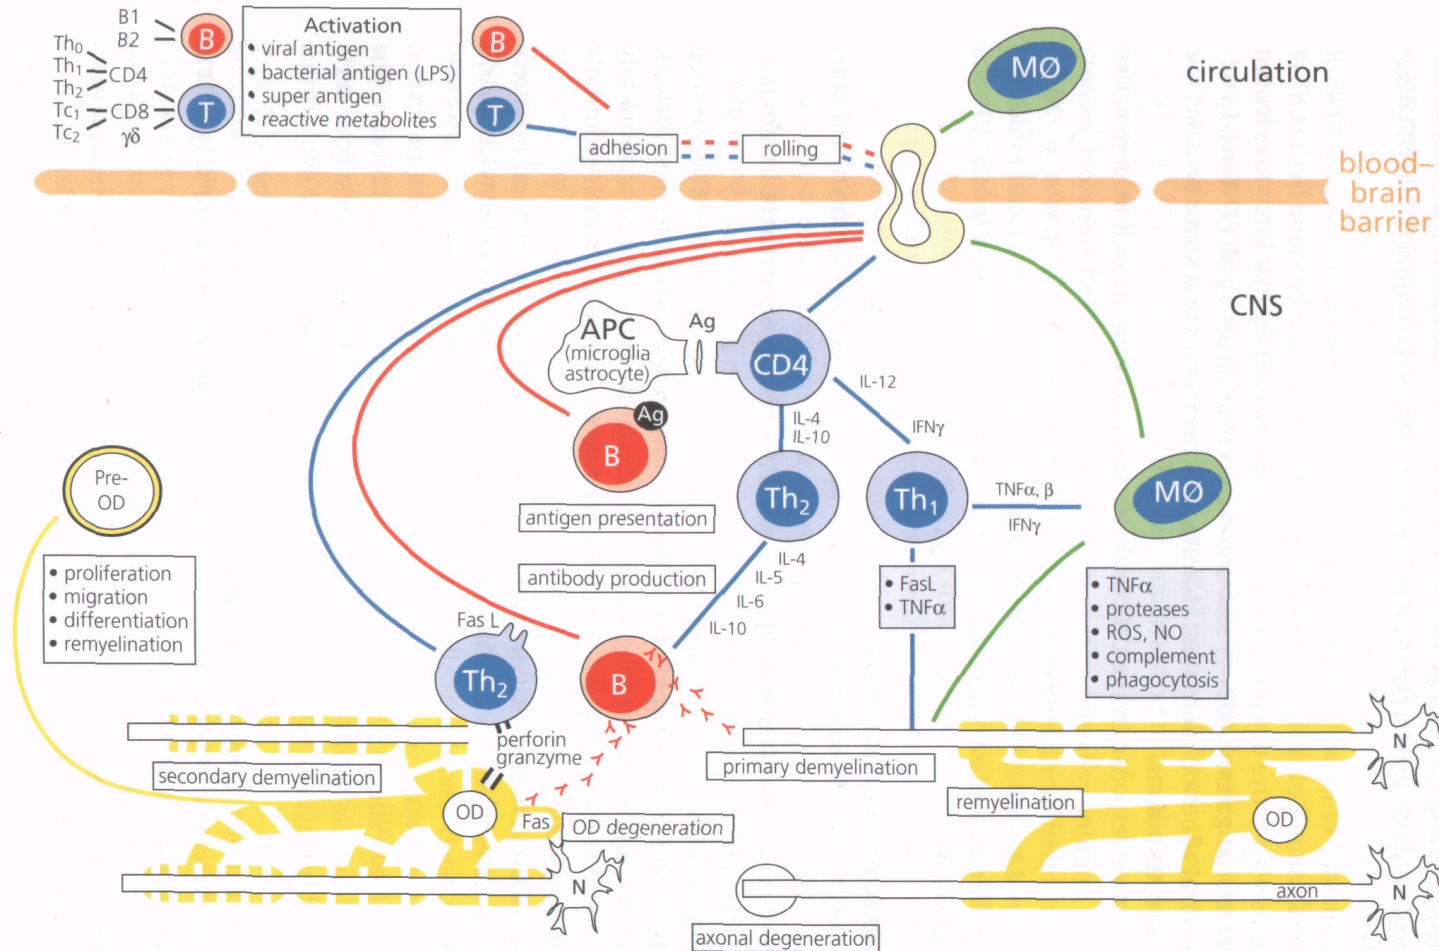 B1
B2
B
Th0
Th1
Th2
CD4
Tc1
Tc2
CD8
γδ
T
Activation
• viral antigen
• bacterial antigen (LPS)
• super antigen
• reactive metabolites
B
T
adhesion
rolling
MØ
circulation
blood–
brain
barrier
CNS
APC
(microglia
astrocyte)
Ag
CD4
IL-12
IFNγ
IL-4
IL-10
Ag
B
antigen presentation
Th2
Th1
TNFα, β
IFNγ
MØ
Pre-
OD
• proliferation
• migration
• differentiation
• remyelination
antibody production
IL-4
IL-5
IL-6
IL-10
• FasL
• TNFα
• TNFα
• proteases
• ROS, NO
• complement
• phagocytosis
Fas L
Th2
B
perforin
granzyme
secondary demyelination
primary demyelination
N
remyelination
OD
Fas
OD degeneration
OD
N
axonal degeneration
axon
N